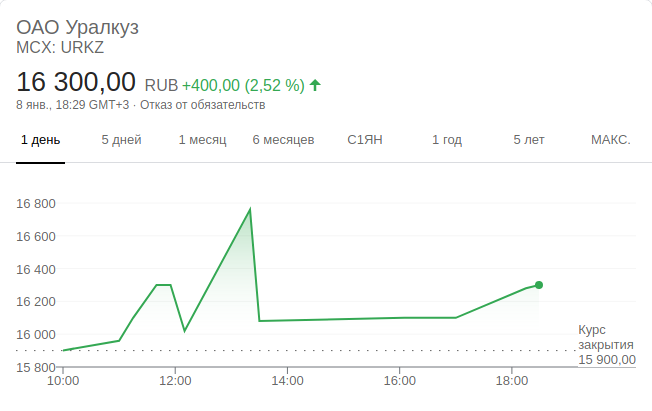 ОАО Уралкуз
MCX: URKZ
16 300,00 RUB +400,00 (2,52 %)
8 янв., 18:29 GMT+3 · Отказ от обязательств
1 день 5 дней 1 месяц 6 месяцев С1ЯН 1 год 5 лет МАКС.
16 800
16 600
16 400
16 200
16 000
15 800
Курс
закрытия
15 900,00
10:00 12:00 14:00 16:00 18:00